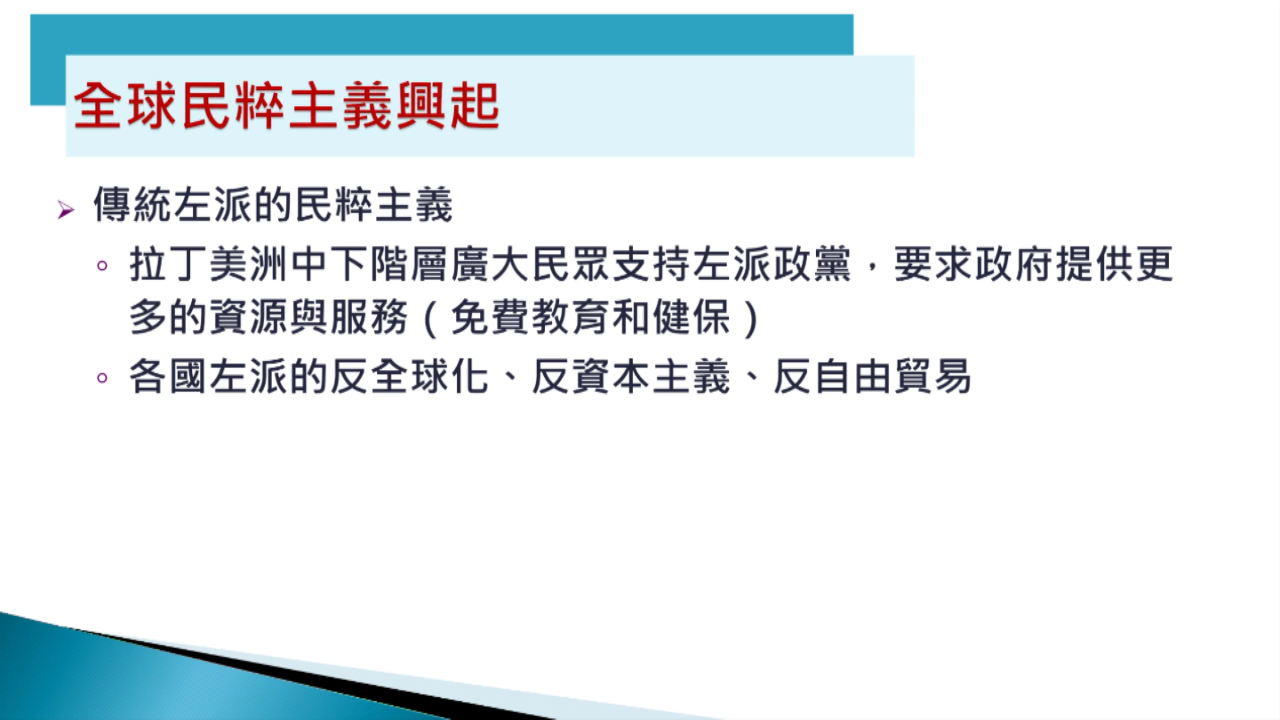 全球民粹主義興起
傳統左派的民粹主義
拉丁美洲中下階層廣大民眾支持左派政黨，要求政府提供更
多的資源與服務（免費教育和健保）
各國左派的反全球化、反資本主義、反自由貿易